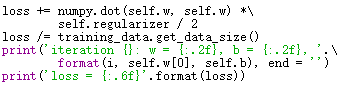 loss += numpy.dot(self.w, self.w) *\
        self.regularizer / 2
loss /= training_data.get_data_size()
print('iteration {}: w = {:.2f}, b = {:.2f}, '.\
        format(i, self.w[0], self.b), end = '')
print('loss = {:.6f}'.format(loss))